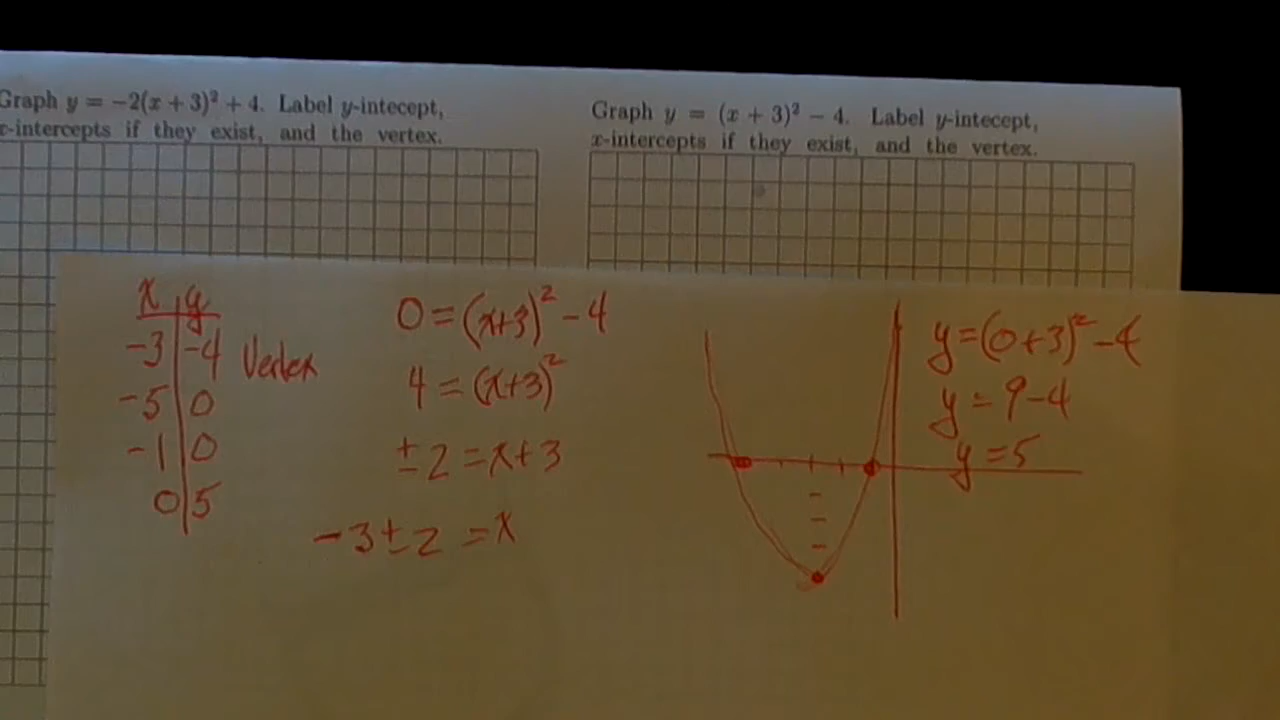 Graph y = −2(x + 3)² + 4. Label y-intecept,
x-intercepts if they exist, and the vertex.
Graph y = (x + 3)² − 4. Label y-intecept,
x-intercepts if they exist, and the vertex.
x y
-3 -4 Vertex
-5 0
-1 0
0 5
0=(x+3)²-4
4=(x+3)²
±2=x+3
-3±2=x
y=(0+3)²-4
y=9-4
y=5